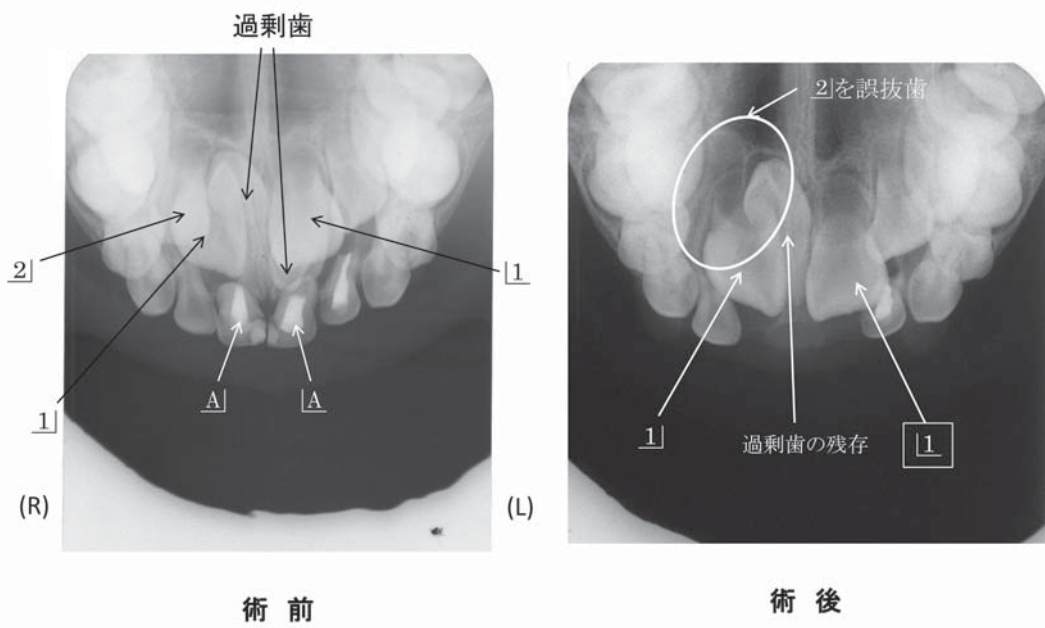 過剰歯
2|
1|
A|
|A
|1
(R)
術 前
2|を誤抜歯
1|
過剰歯の残存
|1
(L)
術 後